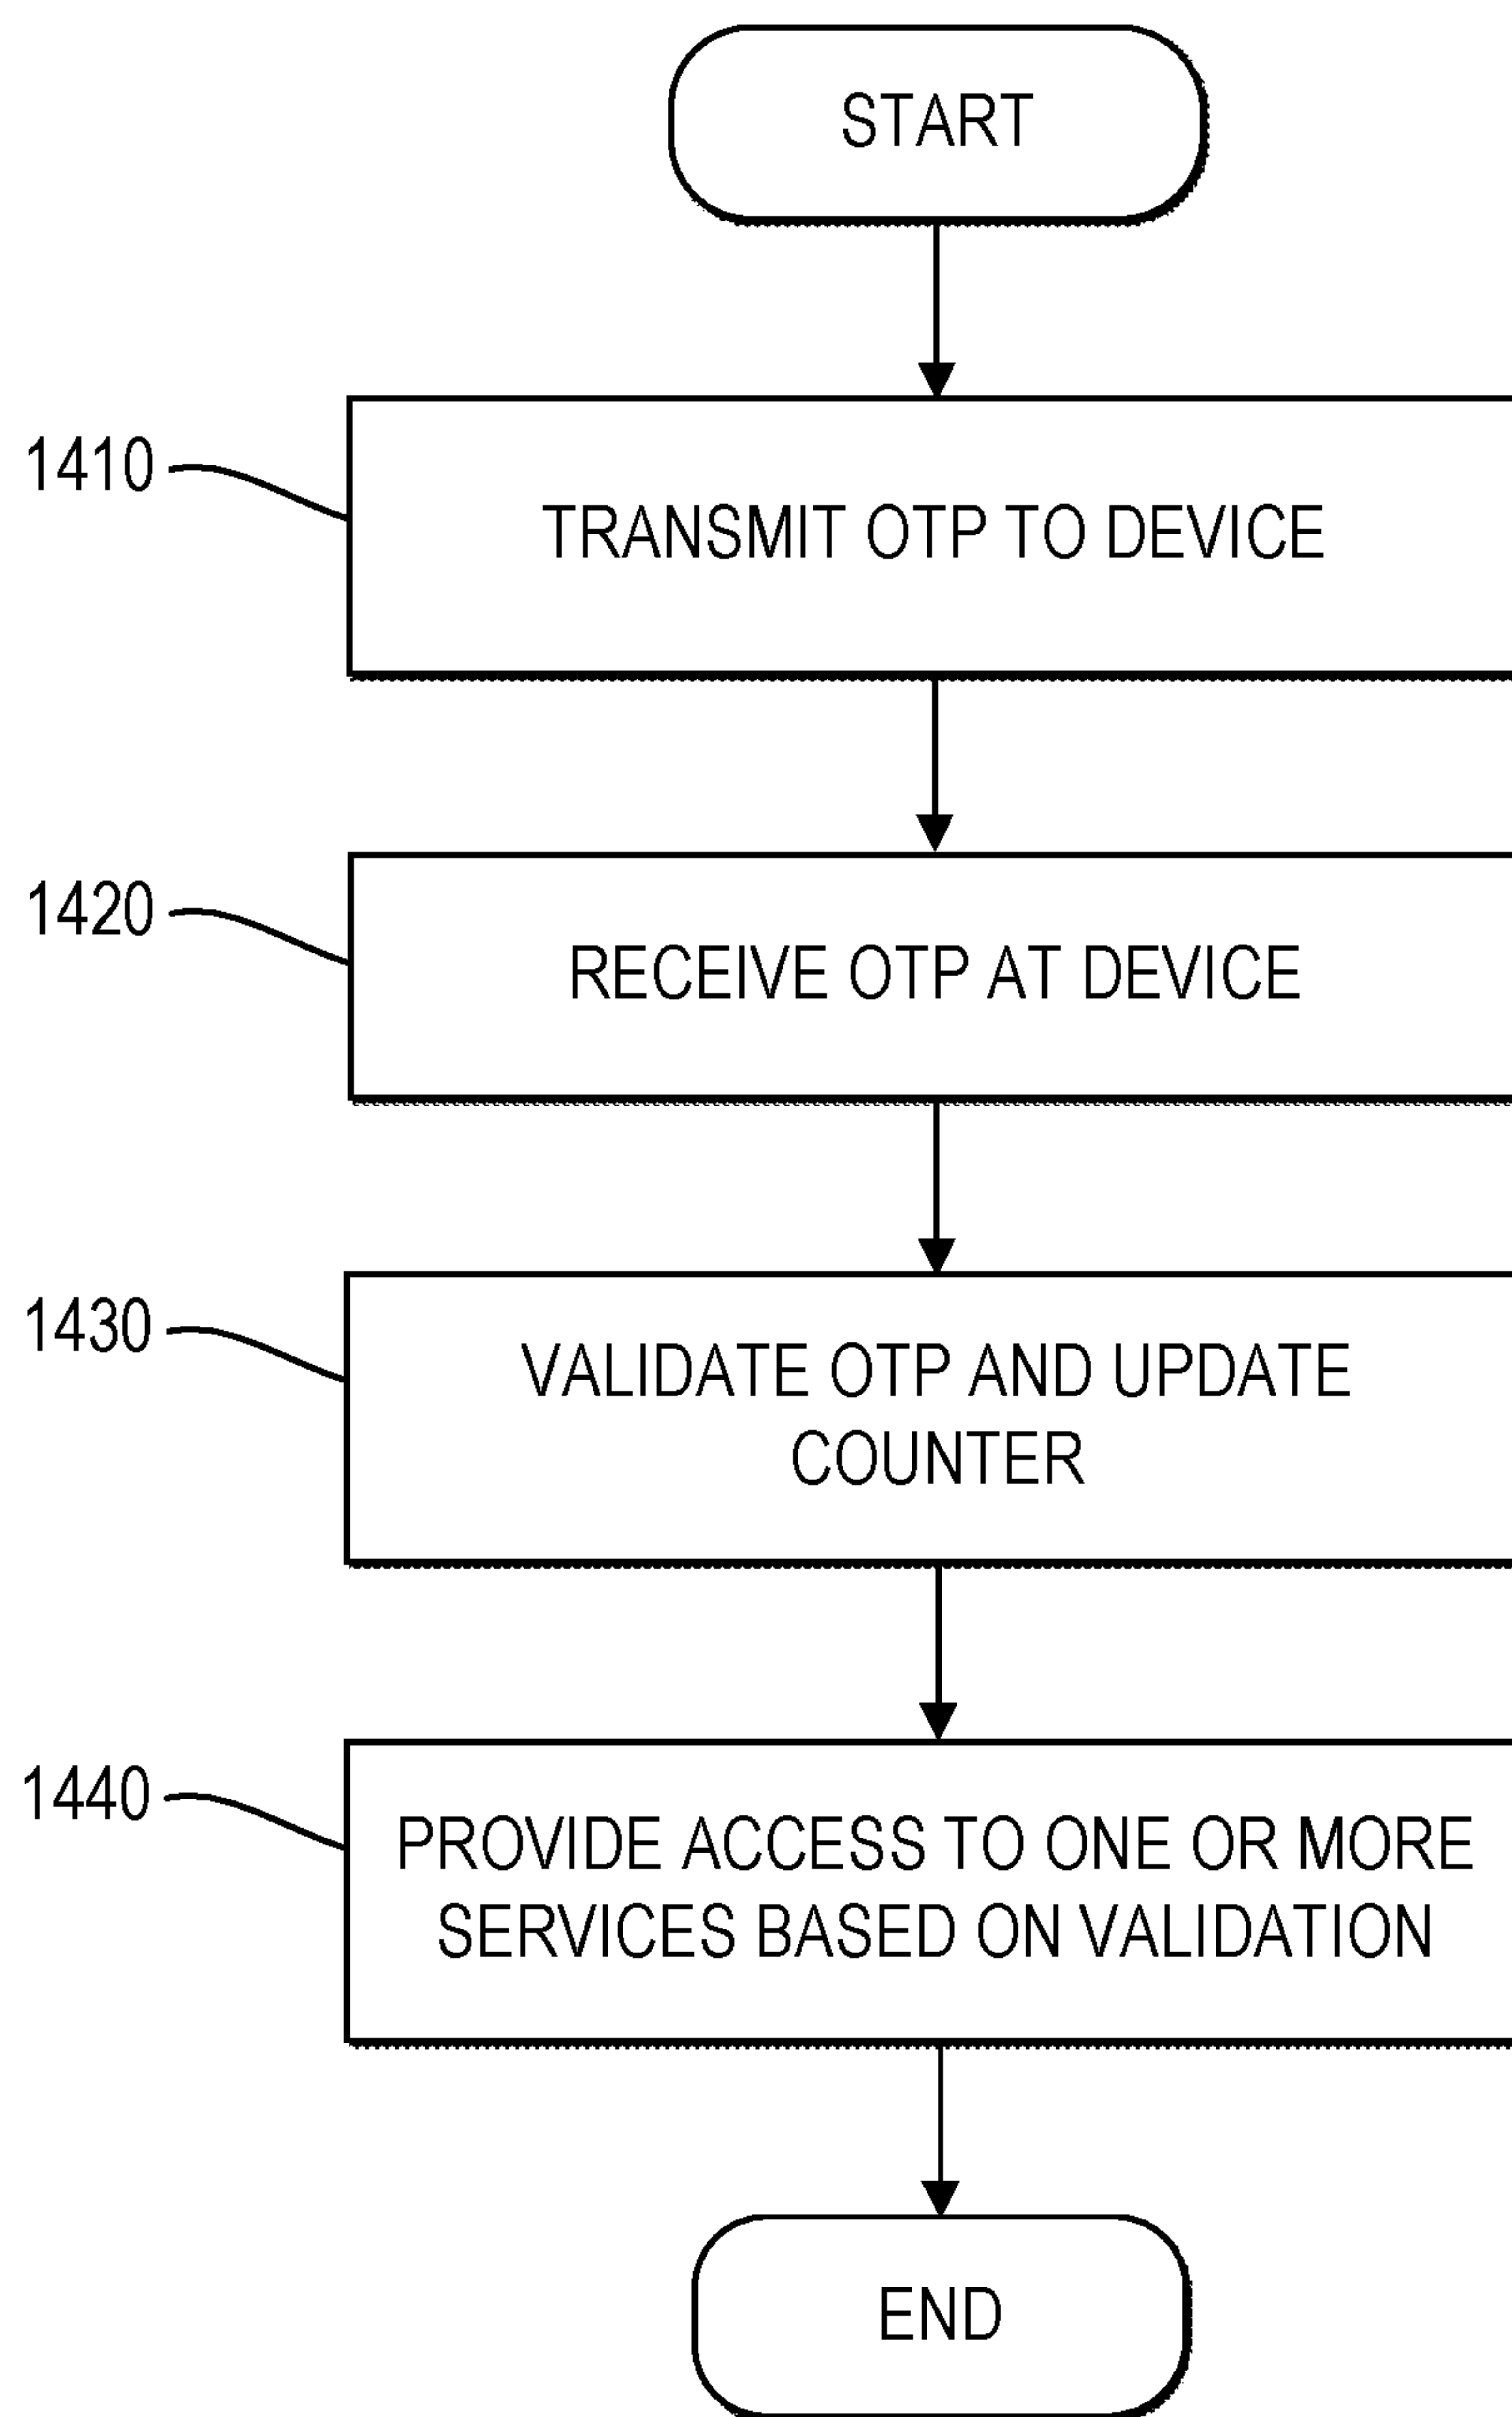 START
1410
TRANSMIT OTP TO DEVICE
1420
RECEIVE OTP AT DEVICE
1430
VALIDATE OTP AND UPDATE
COUNTER
1440
PROVIDE ACCESS TO ONE OR MORE
SERVICES BASED ON VALIDATION
END